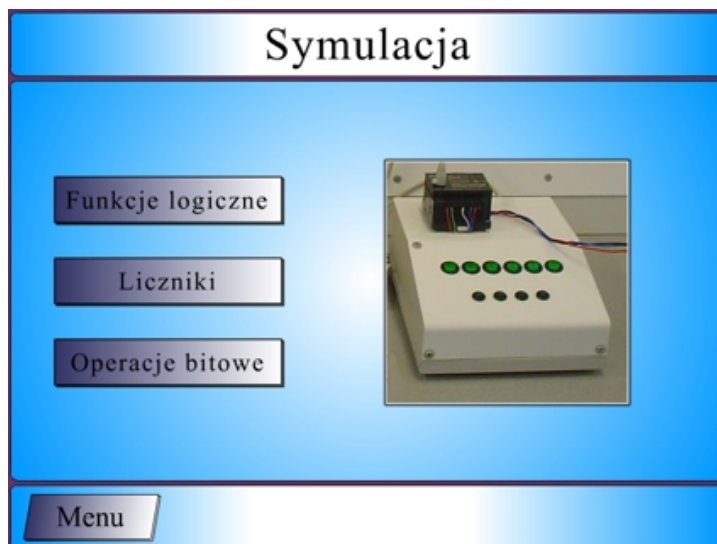 Symulacja
Funkcje logiczne
Liczniki
Operacje bitowe
Menu